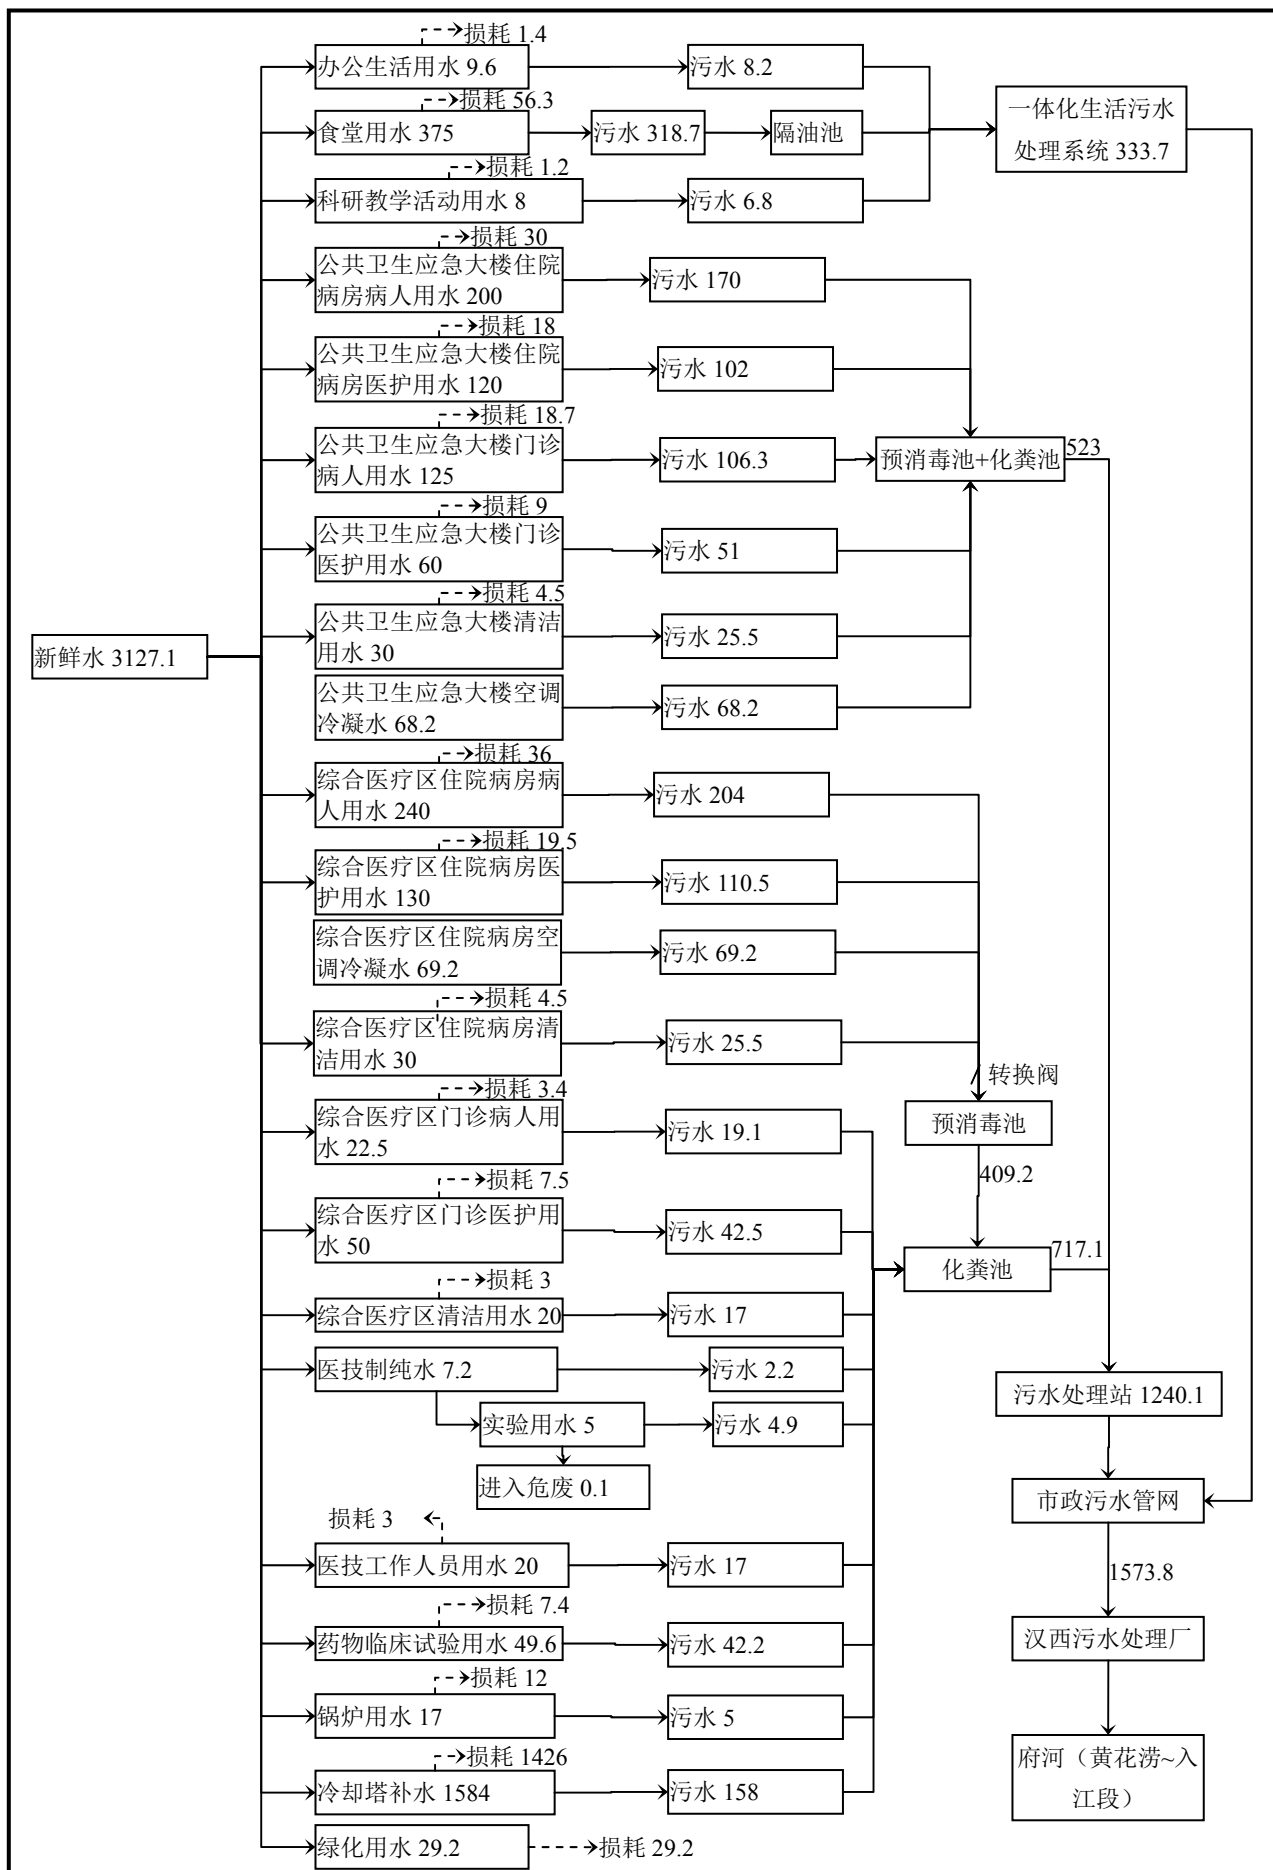 损耗 1.4
办公生活用水 9.6
污水 8.2
损耗 56.3
食堂用水 375
污水 318.7
隔油池
一体化生活污水
处理系统 333.7
损耗 1.2
科研教学活动用水 8
污水 6.8
损耗 30
公共卫生应急大楼住院
病房病人用水 200
污水 170
损耗 18
公共卫生应急大楼住院
病房医护用水 120
污水 102
损耗 18.7
公共卫生应急大楼门诊
病人用水 125
污水 106.3
预消毒池+化粪池
523
损耗 9
公共卫生应急大楼门诊
医护用水 60
污水 51
损耗 4.5
公共卫生应急大楼清洁
用水 30
污水 25.5
新鲜水 3127.1
公共卫生应急大楼空调
冷凝水 68.2
污水 68.2
损耗 36
综合医疗区住院病房病
人用水 240
污水 204
损耗 19.5
综合医疗区住院病房医
护用水 130
污水 110.5
综合医疗区住院病房空
调冷凝水 69.2
污水 69.2
损耗 4.5
综合医疗区住院病房清
洁用水 30
污水 25.5
转换阀
损耗 3.4
综合医疗区门诊病人用
水 22.5
污水 19.1
预消毒池
409.2
损耗 7.5
综合医疗区门诊医护用
水 50
污水 42.5
化粪池
717.1
损耗 3
综合医疗区清洁用水 20
污水 17
医技制纯水 7.2
污水 2.2
实验用水 5
污水 4.9
污水处理站 1240.1
进入危废 0.1
市政污水管网
损耗 3
医技工作人员用水 20
污水 17
1573.8
损耗 7.4
药物临床试验用水 49.6
污水 42.2
汉西污水处理厂
损耗 12
锅炉用水 17
污水 5
损耗 1426
冷却塔补水 1584
污水 158
府河（黄花涝~入
江段）
绿化用水 29.2
损耗 29.2